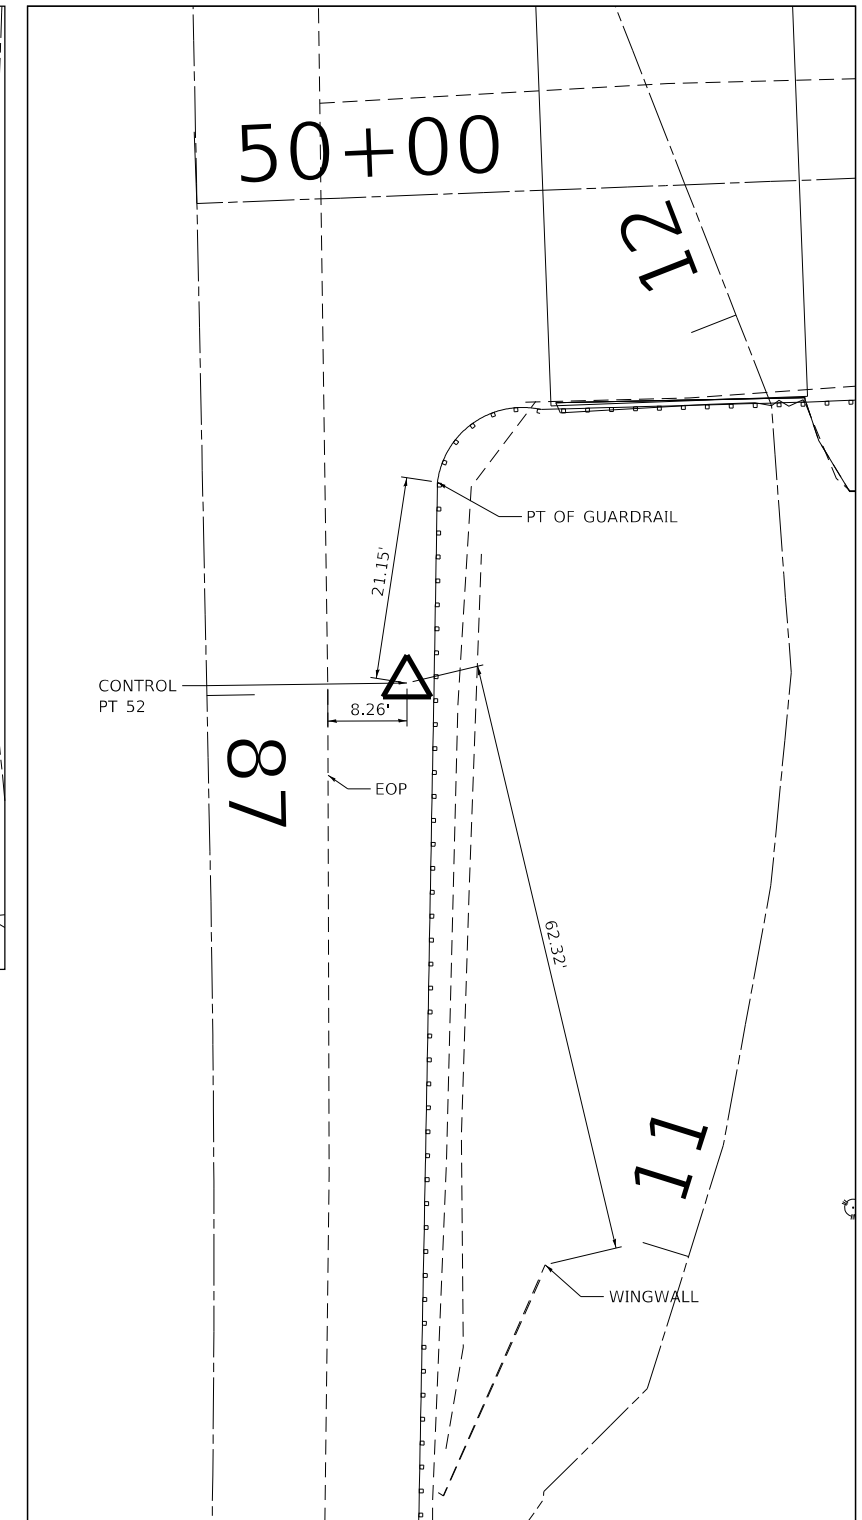 50+00
12
PT OF GUARDRAIL
21.15'
CONTROL
PT 52
8.26'
87
EOP
62.32'
11
WINGWALL